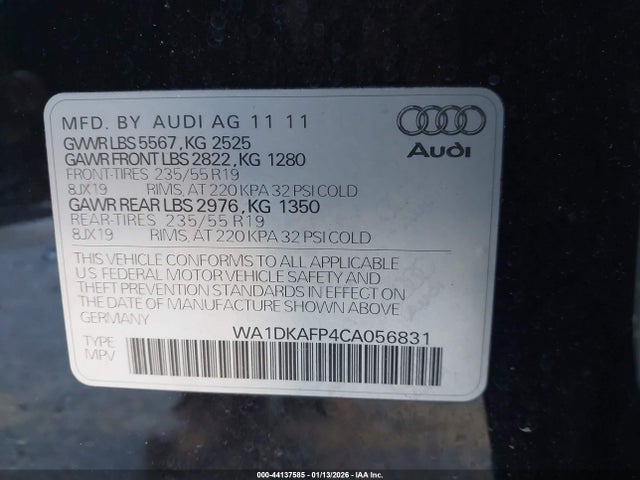 MFD. BY AUDI AG 11 11
GVWR LBS 5567, KG 2525
GAWR FRONT LBS 2822, KG 1280
FRONT-TIRES 235/55 R19
8JX19 RIMS, AT 220 KPA 32 PSI COLD
GAWR REAR LBS 2976, KG 1350
REAR-TIRES 235/55 R19
8JX19 RIMS, AT 220 KPA 32 PSI COLD
Audi
THIS VEHICLE CONFORMS TO ALL APPLICABLE
U.S. FEDERAL MOTOR VEHICLE SAFETY AND
THEFT PREVENTION STANDARDS IN EFFECT ON THE
DATE OF MANUFACTURE SHOWN ABOVE
GERMANY
WA1DKAFP4CA056831
TYPE
MPV
000-44137585 - 01/13/2026 - IAA Inc.